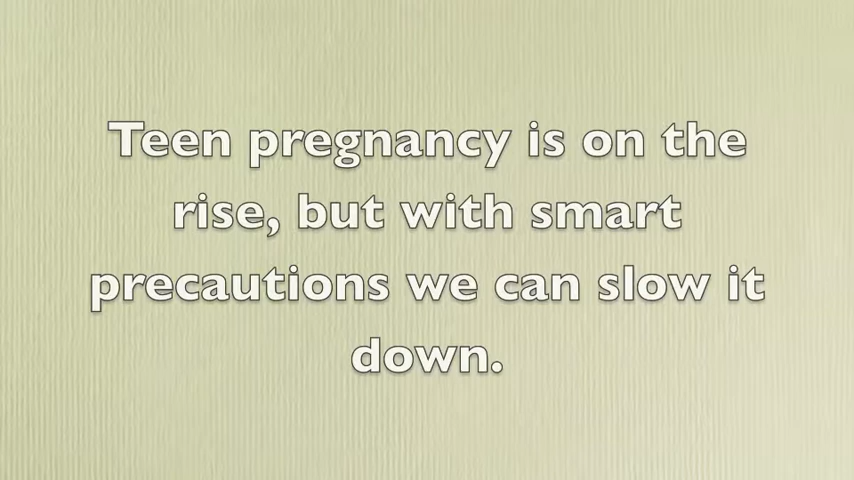 Teen pregnancy is on the
rise, but with smart
precautions we can slow it
down.